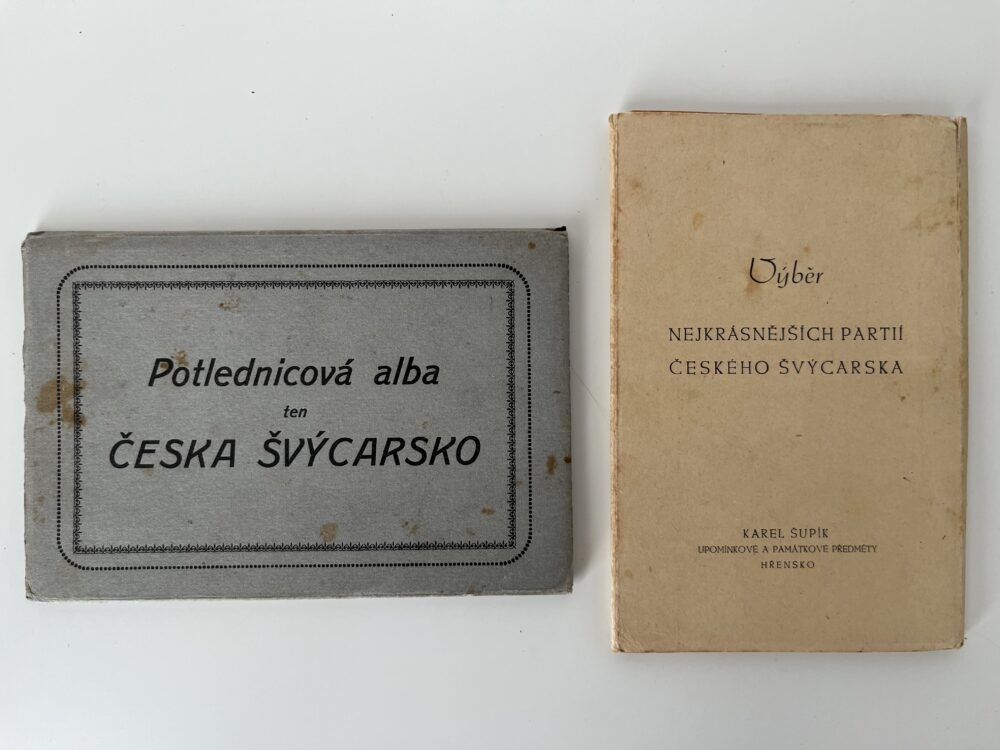 Potlednicová alba
ten
ČESKA ŠVÝCARSKO
Výběr
NEJKRÁSNĚJŠÍCH PARTIÍ
ČESKÉHO ŠVÝCARSKA
KAREL ŠUPÍK
UPOMÍNKOVÉ A PAMÁTKOVÉ PŘEDMĚTY
HŘENSKO